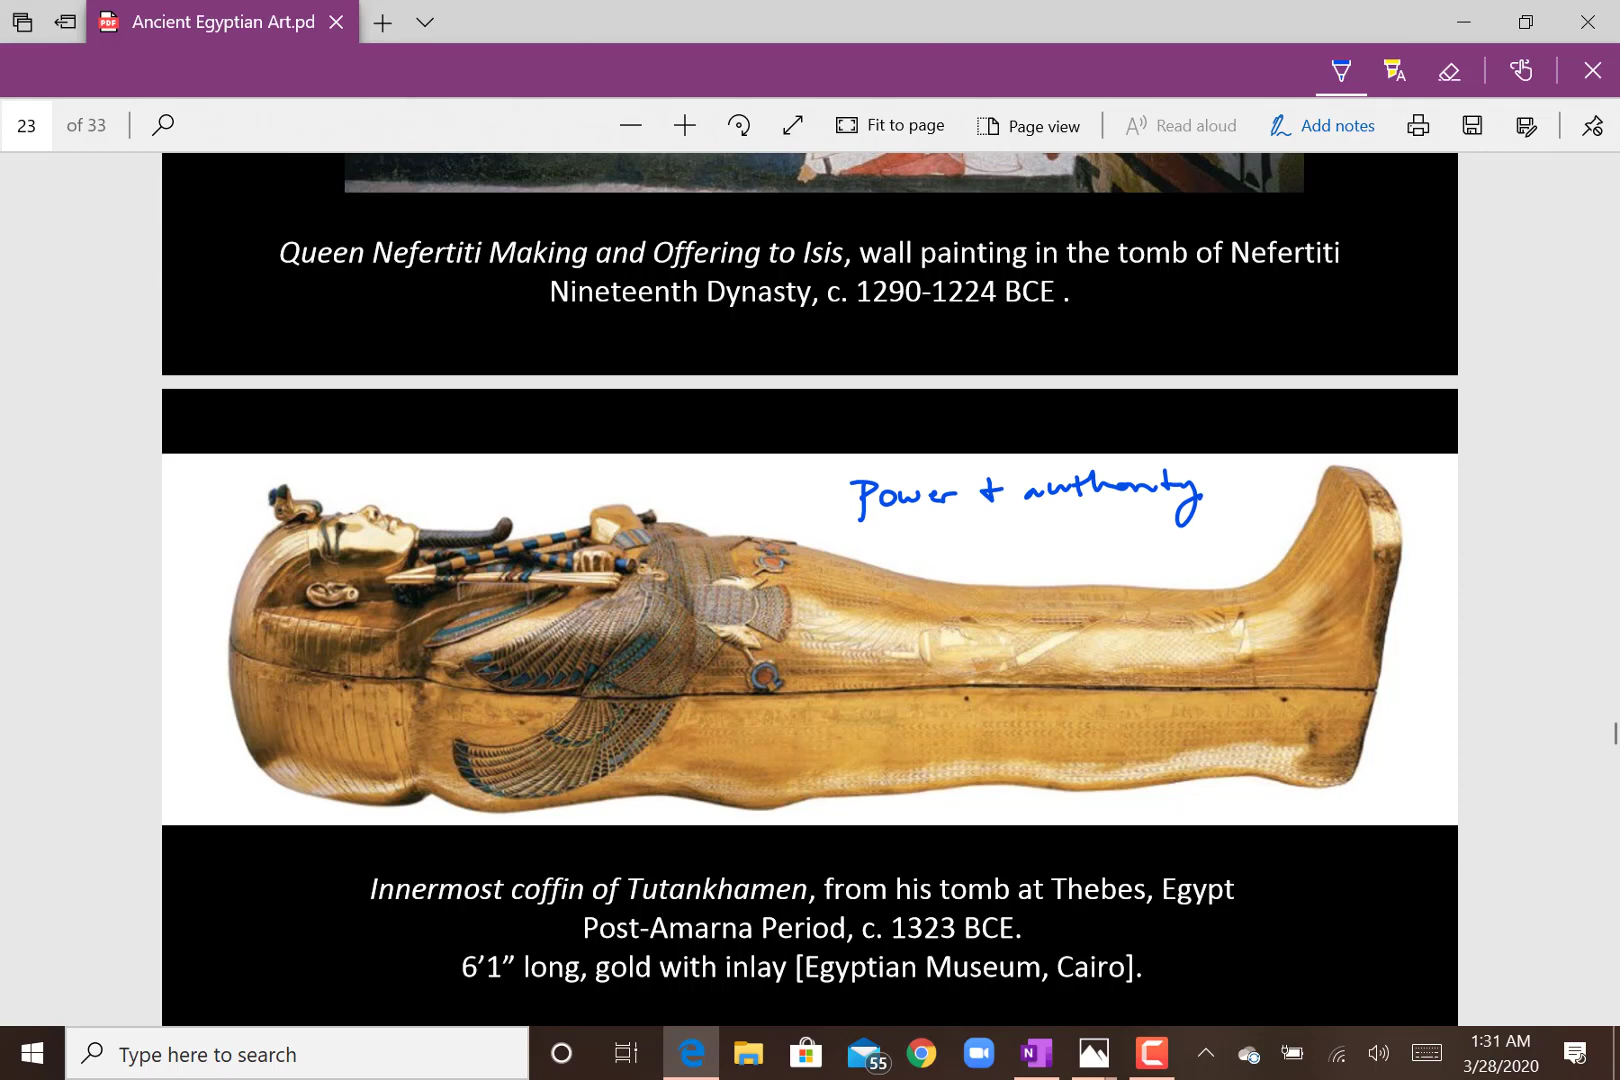 Ancient Egyptian Art.pd
23 of 33
Fit to page
Page view
Read aloud
Add notes
Queen Nefertiti Making and Offering to Isis, wall painting in the tomb of Nefertiti
Nineteenth Dynasty, c. 1290-1224 BCE .
Power + authority
Innermost coffin of Tutankhamen, from his tomb at Thebes, Egypt
Post-Amarna Period, c. 1323 BCE.
6’1” long, gold with inlay [Egyptian Museum, Cairo].
Type here to search
55
1:31 AM
3/28/2020